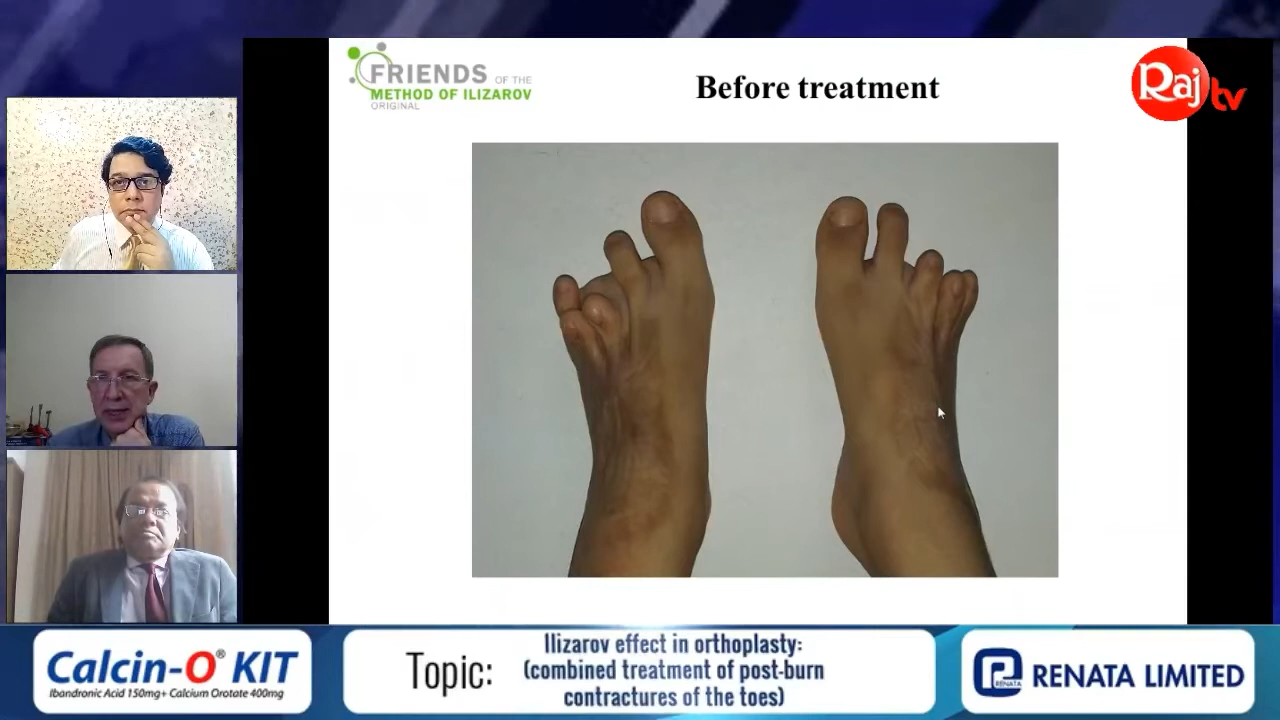 FRIENDS OF THE
METHOD OF ILIZAROV
ORIGINAL
Before treatment
Raj tv
Calcin-O® KIT
Ibandronic Acid 150mg+ Calcium Orotate 400mg
Topic:
Ilizarov effect in orthoplasty:
(combined treatment of post-burn
contractures of the toes)
RENATA
RENATA LIMITED